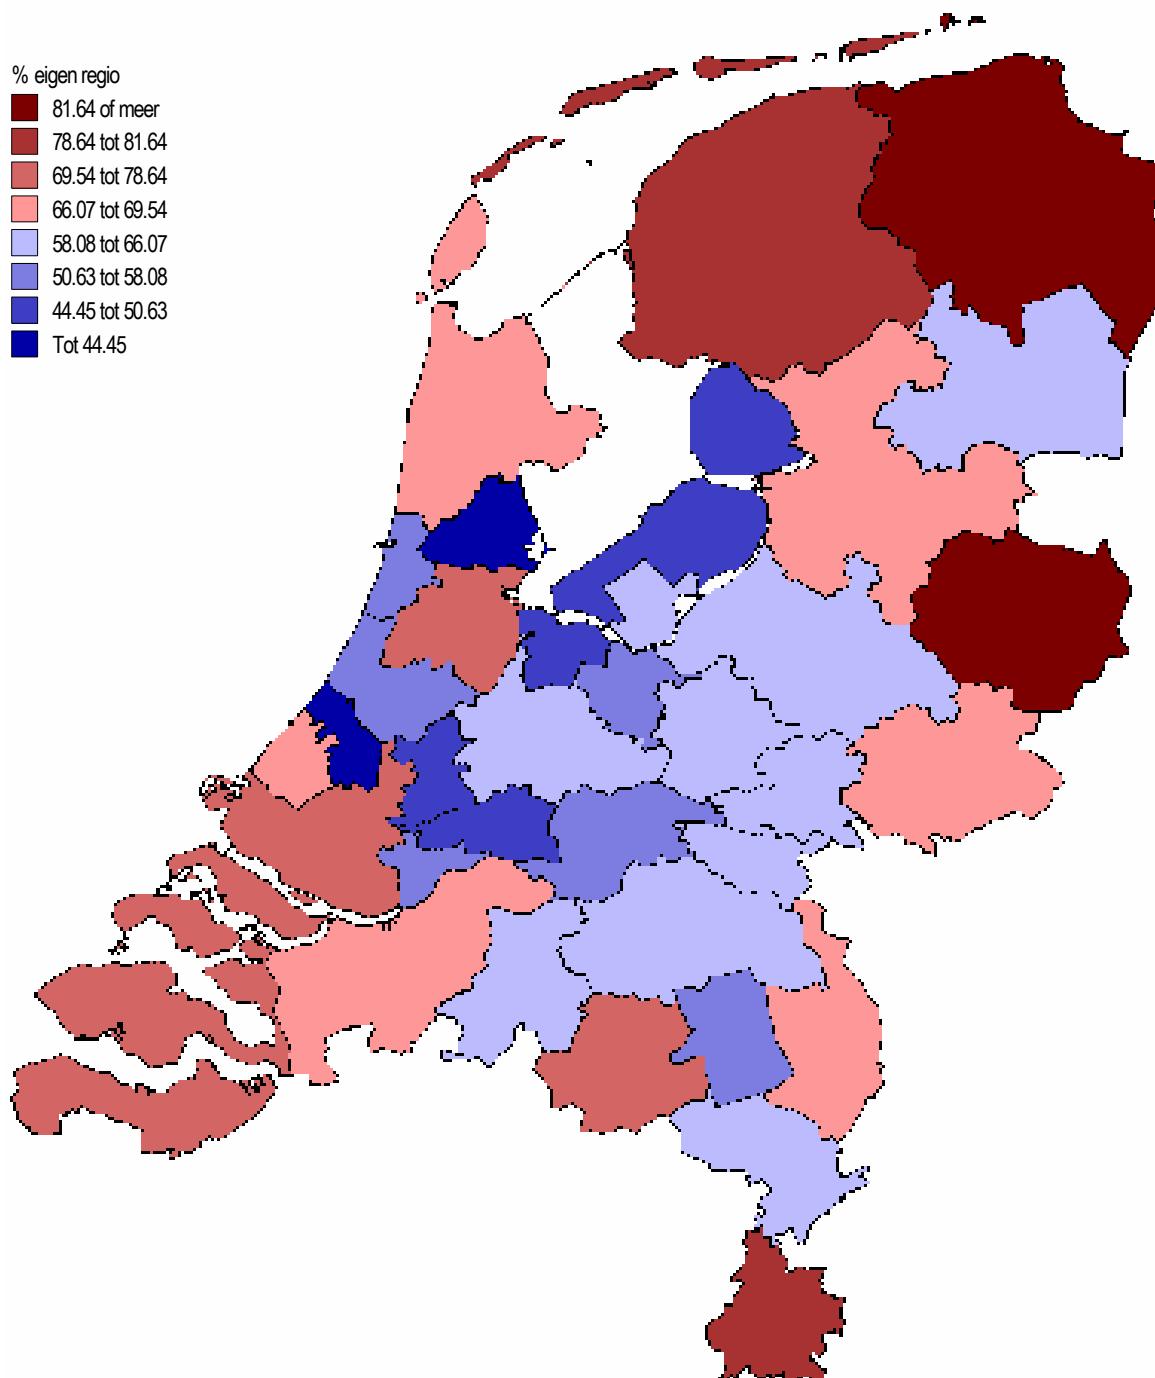 % eigen regio
81.64 of meer
78.64 tot 81.64
69.54 tot 78.64
66.07 tot 69.54
58.08 tot 66.07
50.63 tot 58.08
44.45 tot 50.63
Tot 44.45